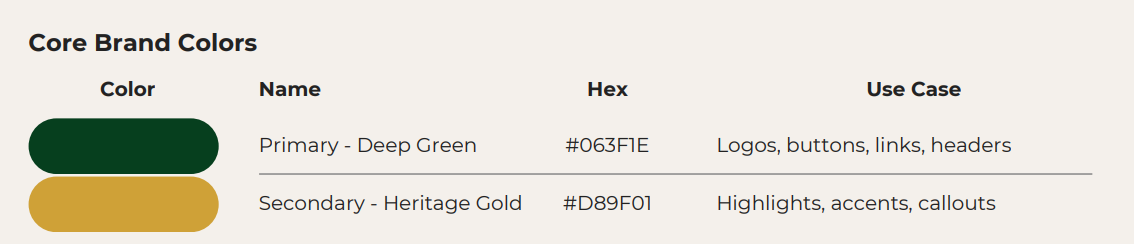 Core Brand Colors
Color Name Hex Use Case
Primary - Deep Green #063F1E Logos, buttons, links, headers
Secondary - Heritage Gold #D89F01 Highlights, accents, callouts